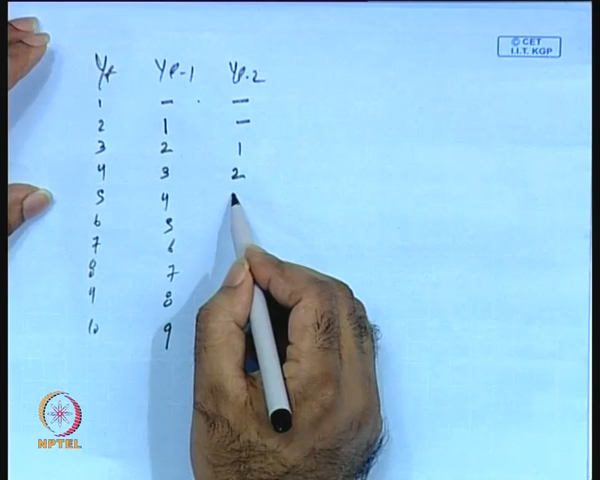 © CET
I.I.T. KGP
Yt Yt-1 Yt-2
1 - -
2 1 -
3 2 1
4 3 2
5 4
6 5
7 6
8 7
9 8
10 9
NPTEL